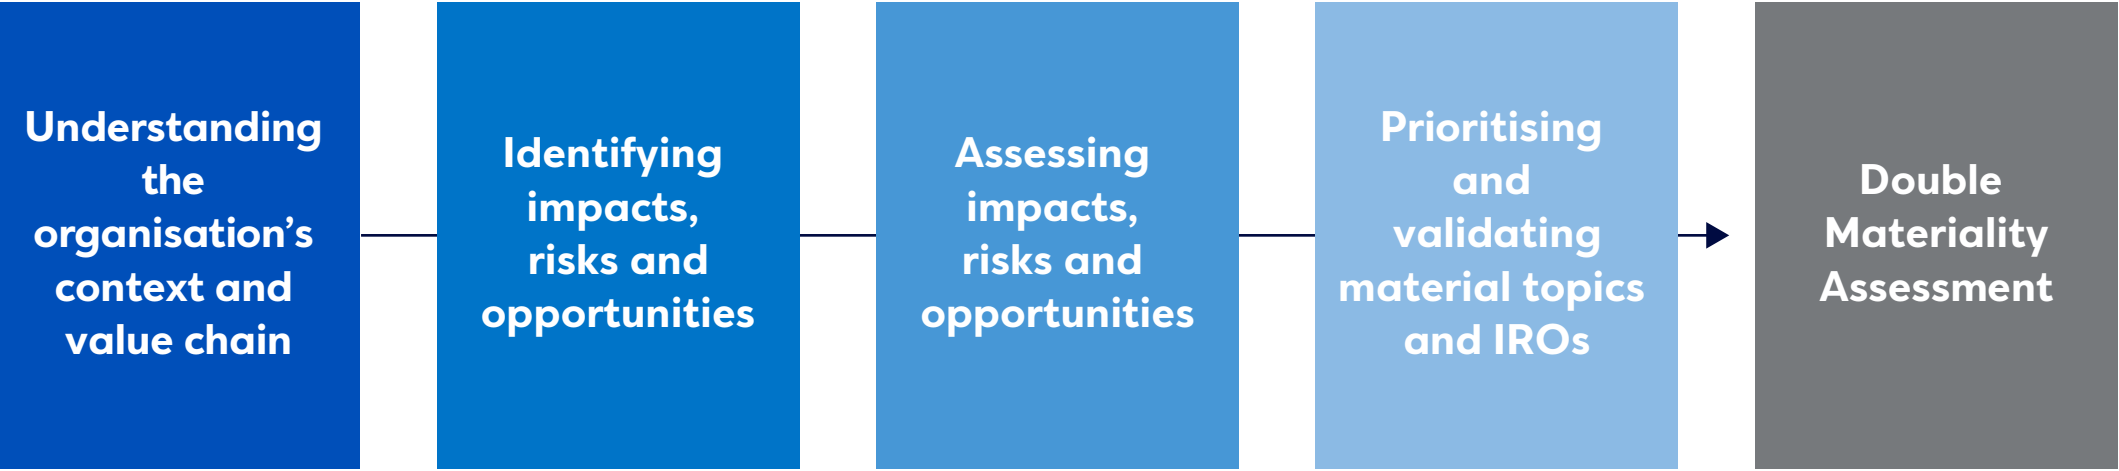 Understanding
the
organisation’s
context and
value chain
Identifying
impacts,
risks and
opportunities
Assessing
impacts,
risks and
opportunities
Prioritising
and
validating
material topics
and IROs
Double
Materiality
Assessment